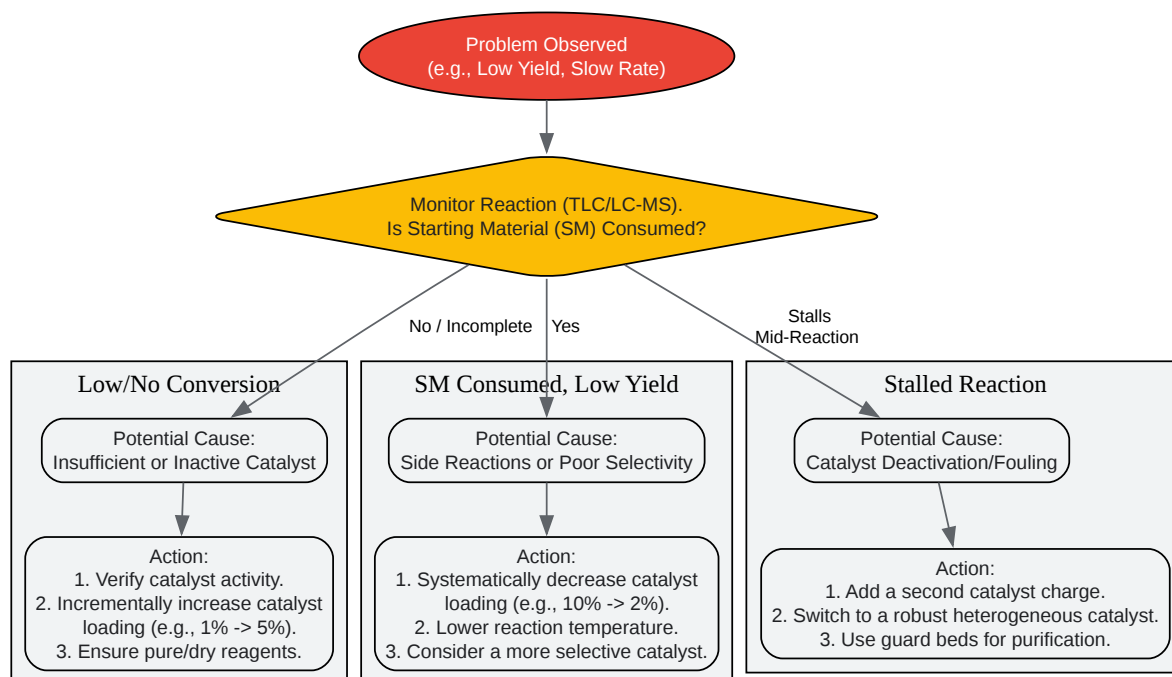 Problem Observed
(e.g., Low Yield, Slow Rate)
Monitor Reaction (TLC/LC-MS).
Is Starting Material (SM) Consumed?
No / Incomplete
Yes
Stalls
Mid-Reaction
Low/No Conversion
Potential Cause:
Insufficient or Inactive Catalyst
Action:
1. Verify catalyst activity.
2. Incrementally increase catalyst
loading (e.g., 1% -> 5%).
3. Ensure pure/dry reagents.
SM Consumed, Low Yield
Potential Cause:
Side Reactions or Poor Selectivity
Action:
1. Systematically decrease catalyst
loading (e.g., 10% -> 2%).
2. Lower reaction temperature.
3. Consider a more selective catalyst.
Stalled Reaction
Potential Cause:
Catalyst Deactivation/Fouling
Action:
1. Add a second catalyst charge.
2. Switch to a robust heterogeneous catalyst.
3. Use guard beds for purification.